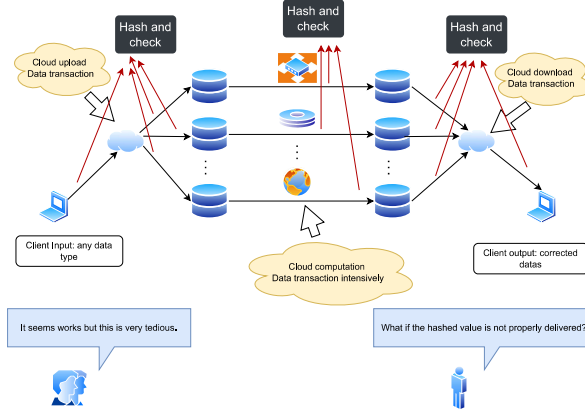 Hash and
check
Hash and
check
Hash and
check
Cloud upload
Data transaction
Cloud download
Data transaction
Client Input: any data
type
Cloud computation
Data transaction intensively
Client output: corrected
datas
It seems works but this is very tedious.
What if the hashed value is not properly delivered?